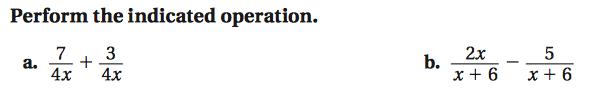 Perform the indicated operation.
a. 7/4x + 3/4x
b. 2x/x + 6 − 5/x + 6